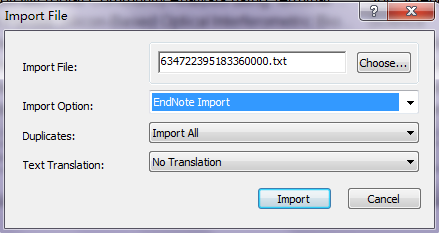 Import File
Import File:
634722395183360000.txt
Choose...
Import Option:
EndNote Import
Duplicates:
Import All
Text Translation:
No Translation
Import
Cancel